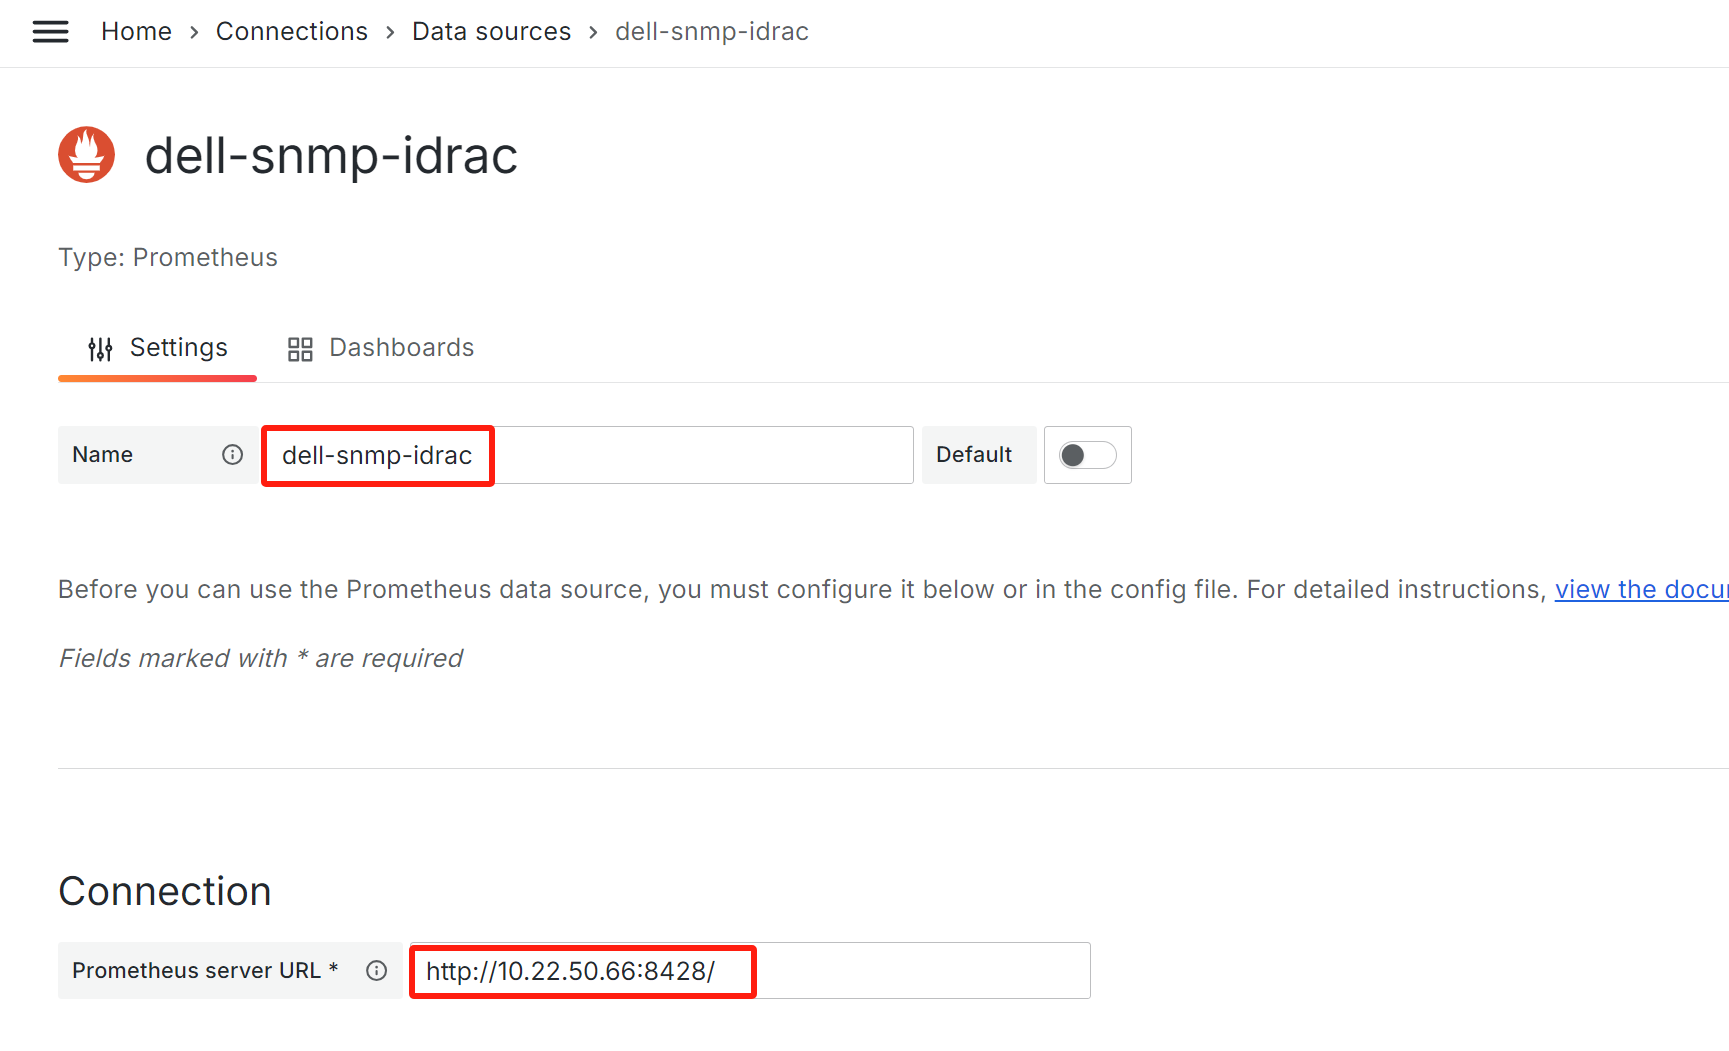 Home › Connections › Data sources › dell-snmp-idrac
dell-snmp-idrac
Type: Prometheus
Settings Dashboards
Name dell-snmp-idrac Default
Before you can use the Prometheus data source, you must configure it below or in the config file. For detailed instructions, view the
Fields marked with * are required
Connection
Prometheus server URL * http://10.22.50.66:8428/